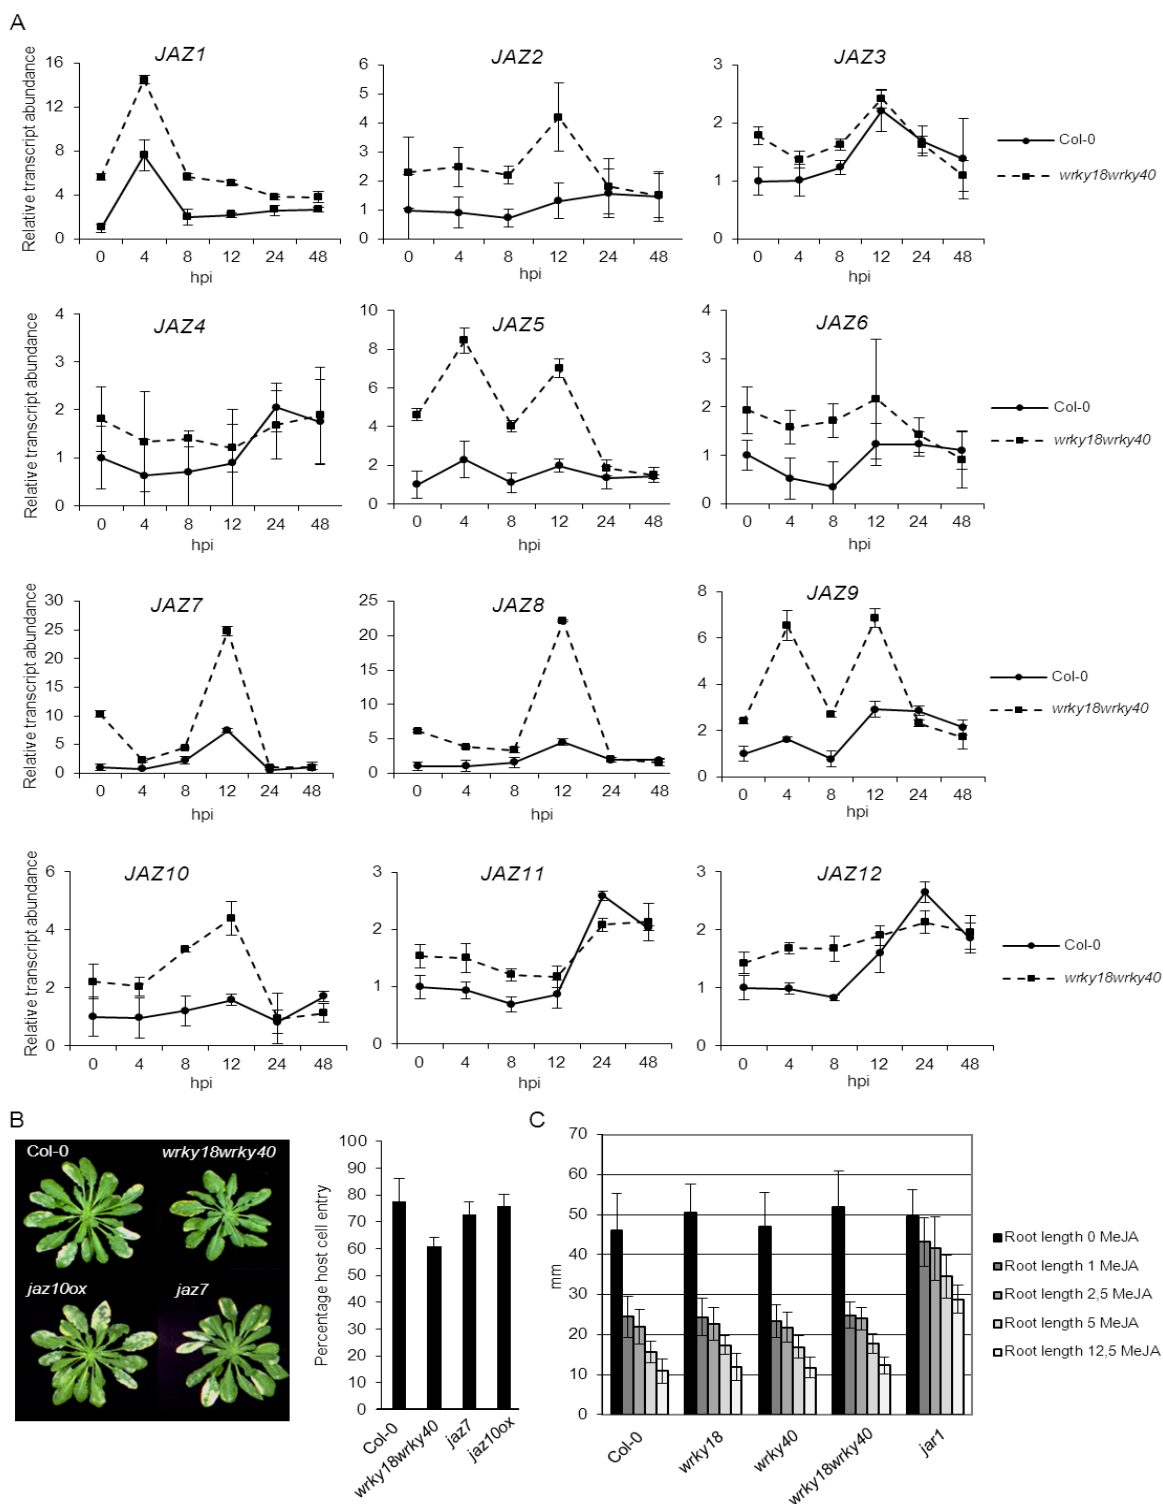 A
JAZ1
JAZ2
JAZ3
Relative transcript abundance
16
12
8
4
0
0 4 8 12 24 48
hpi
6
5
4
3
2
1
0
0 4 8 12 24 48
hpi
3
2
1
0
0 4 8 12 24 48
hpi
Col-0
wrky18wrky40
JAZ4
JAZ5
JAZ6
Relative transcript abundance
4
3
2
1
0
0 4 8 12 24 48
hpi
10
8
6
4
2
0
0 4 8 12 24 48
hpi
4
3
2
1
0
0 4 8 12 24 48
hpi
Col-0
wrky18wrky40
JAZ7
JAZ8
JAZ9
Relative transcript abundance
30
25
20
15
10
5
0
0 4 8 12 24 48
hpi
25
20
15
10
5
0
0 4 8 12 24 48
hpi
8
6
4
2
0
0 4 8 12 24 48
hpi
Col-0
wrky18wrky40
JAZ10
JAZ11
JAZ12
Relative transcript abundance
6
4
2
0
0 4 8 12 24 48
hpi
3
2
1
0
0 4 8 12 24 48
hpi
3
2
1
0
0 4 8 12 24 48
hpi
Col-0
wrky18wrky40
B
Col-0 wrky18wrky40
jaz10ox jaz7
Percentage host cell entry
100
90
80
70
60
50
40
30
20
10
0
Col-0
wrky18wrky40
jaz7
jaz10ox
C
mm
70
60
50
40
30
20
10
0
Col-0
wrky18
wrky40
wrky18wrky40
jar1
Root length 0 MeJA
Root length 1 MeJA
Root length 2,5 MeJA
Root length 5 MeJA
Root length 12,5 MeJA